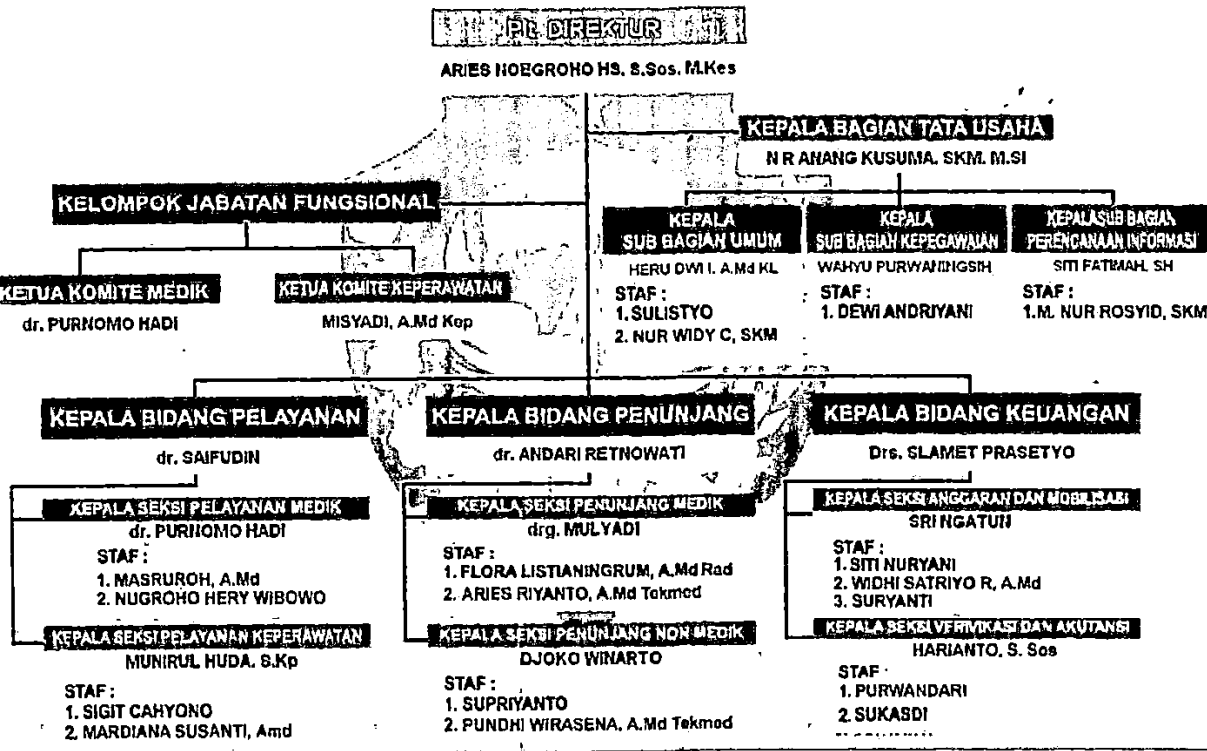 Plt. DIREKTUR
ARIES NOEGROHO HS. S.Sos. M.Kes
KEPALA BAGIAN TATA USAHA
N R ANANG KUSUMA. SKM. M.SI
KELOMPOK JABATAN FUNGSIONAL
KETUA KOMITE MEDIK
dr. PURNOMO HADI
KETUA KOMITE KEPERAWATAN
MISYADI, A.Md Kep
KEPALA
SUB BAGIAN UMUM
HERU DWI I. A.Md KL
STAF :
1. SULISTYO
2. NUR WIDY C, SKM
KEPALA
SUB BAGIAN KEPEGAWAIAN
WAHYU PURWANINGSIH
STAF :
1. DEWI ANDRIYANI
KEPALA SUB BAGIAN
PERENCANAAN INFORMASI
SITI FATIMAH. SH
STAF :
1.M. NUR ROSYID, SKM
KEPALA BIDANG PELAYANAN
dr. SAIFUDIN
KEPALA SEKSI PELAYANAN MEDIK
dr. PURNOMO HADI
STAF :
1. MASRUROH, A.Md
2. NUGROHO HERY WIBOWO
KEPALA SEKSI PELAYANAN KEPERAWATAN
MUNIRUL HUDA. S.Kp
STAF :
1. SIGIT CAHYONO
2. MARDIANA SUSANTI, Amd
KEPALA BIDANG PENUNJANG
dr. ANDARI RETNOWATI
KEPALA SEKSI PENUNJANG MEDIK
drg. MULYADI
STAF :
1. FLORA LISTIANINGRUM, A.Md Rad
2. ARIES RIYANTO, A.Md Tekmed
KEPALA SEKSI PENUNJANG NON MEDIK
DJOKO WINARTO
STAF :
1. SUPRIYANTO
2. PUNDHI WIRASENA, A.Md Tekmed
KEPALA BIDANG KEUANGAN
Drs. SLAMET PRASETYO
KEPALA SEKSI ANGGARAN DAN MOBILISASI
SRI NGATUN
STAF :
1. SITI NURYANI
2. WIDHI SATRIYO R, A.Md
3. SURYANTI
KEPALA SEKSI VERIVIKASI DAN AKUTANSI
HARIANTO, S. Sos
STAF
1. PURWANDARI
2. SUKASDI